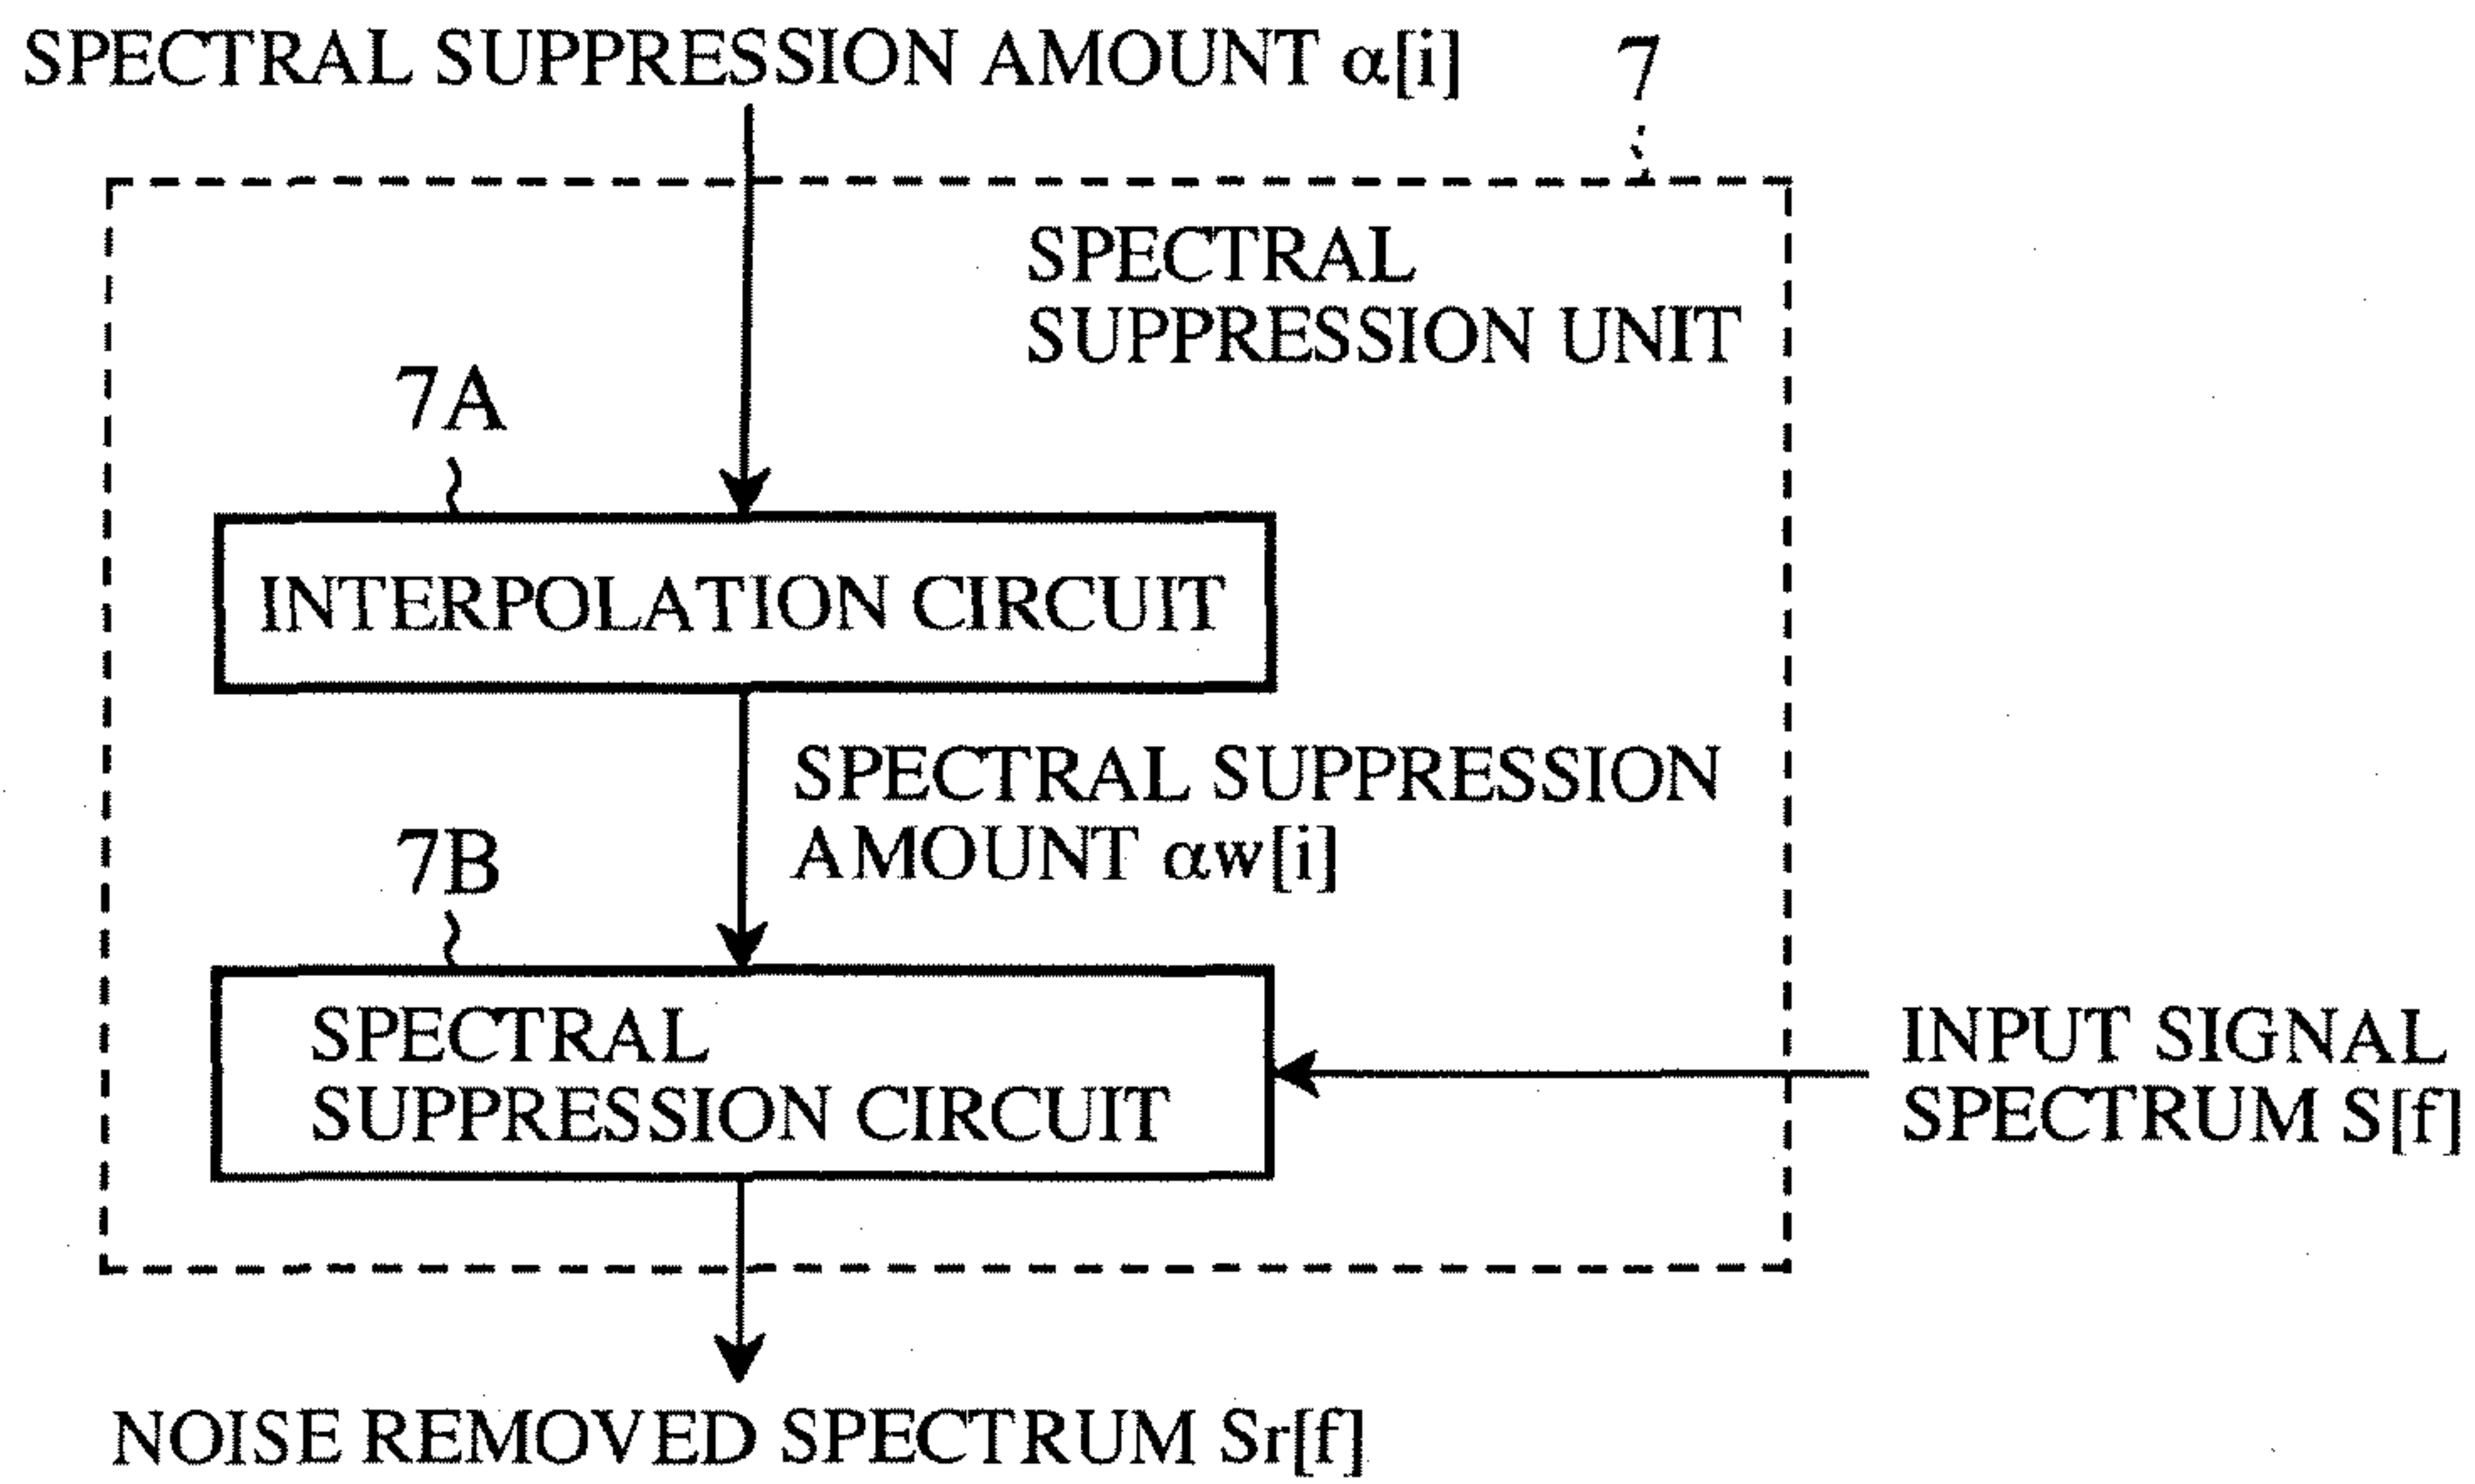 SPECTRAL SUPPRESSION AMOUNT α[i]
7
SPECTRAL
SUPPRESSION UNIT
7A
INTERPOLATION CIRCUIT
SPECTRAL SUPPRESSION
AMOUNT αw[i]
7B
SPECTRAL
SUPPRESSION CIRCUIT
INPUT SIGNAL
SPECTRUM S[f]
NOISE REMOVED SPECTRUM Sr[f]